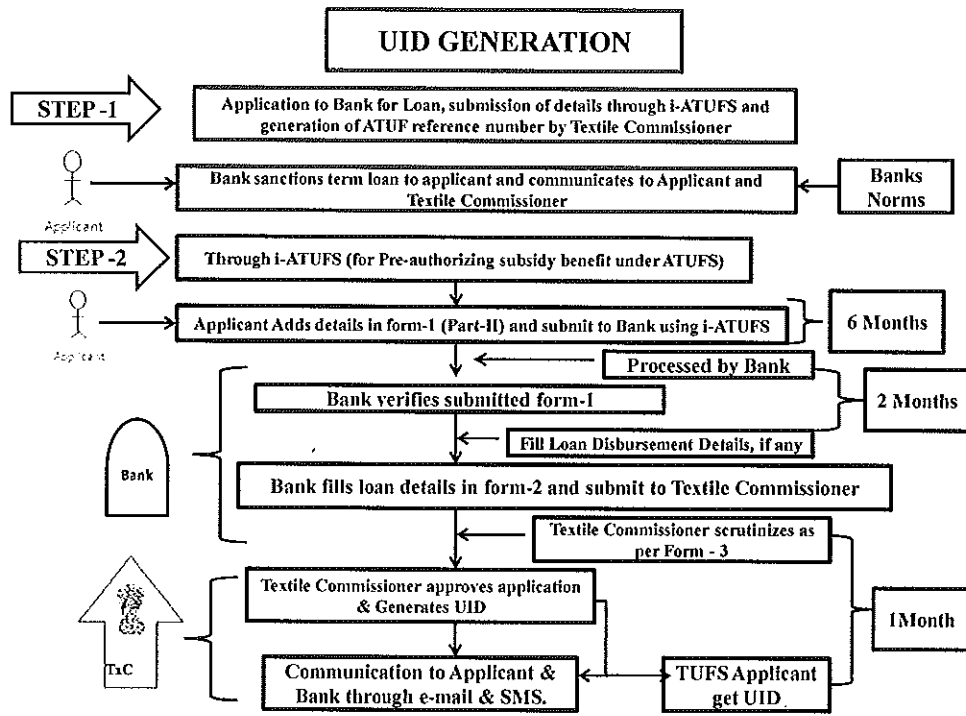 UID GENERATION
STEP -1
Application to Bank for Loan, submission of details through i-ATUFS and
generation of ATUF reference number by Textile Commissioner
Applicant
Bank sanctions term loan to applicant and communicates to Applicant and
Textile Commissioner
Banks
Norms
STEP -2
Through i-ATUFS (for Pre-authorizing subsidy benefit under ATUFS)
Applicant
Applicant Adds details in form-1 (Part-II) and submit to Bank using i-ATUFS
6 Months
Processed by Bank
Bank verifies submitted form-1
2 Months
Fill Loan Disbursement Details, if any
Bank
Bank fills loan details in form-2 and submit to Textile Commissioner
Textile Commissioner scrutinizes as
per Form - 3
Textile Commissioner approves application
& Generates UID
1Month
TxC
Communication to Applicant &
Bank through e-mail & SMS.
TUFS Applicant
get UID